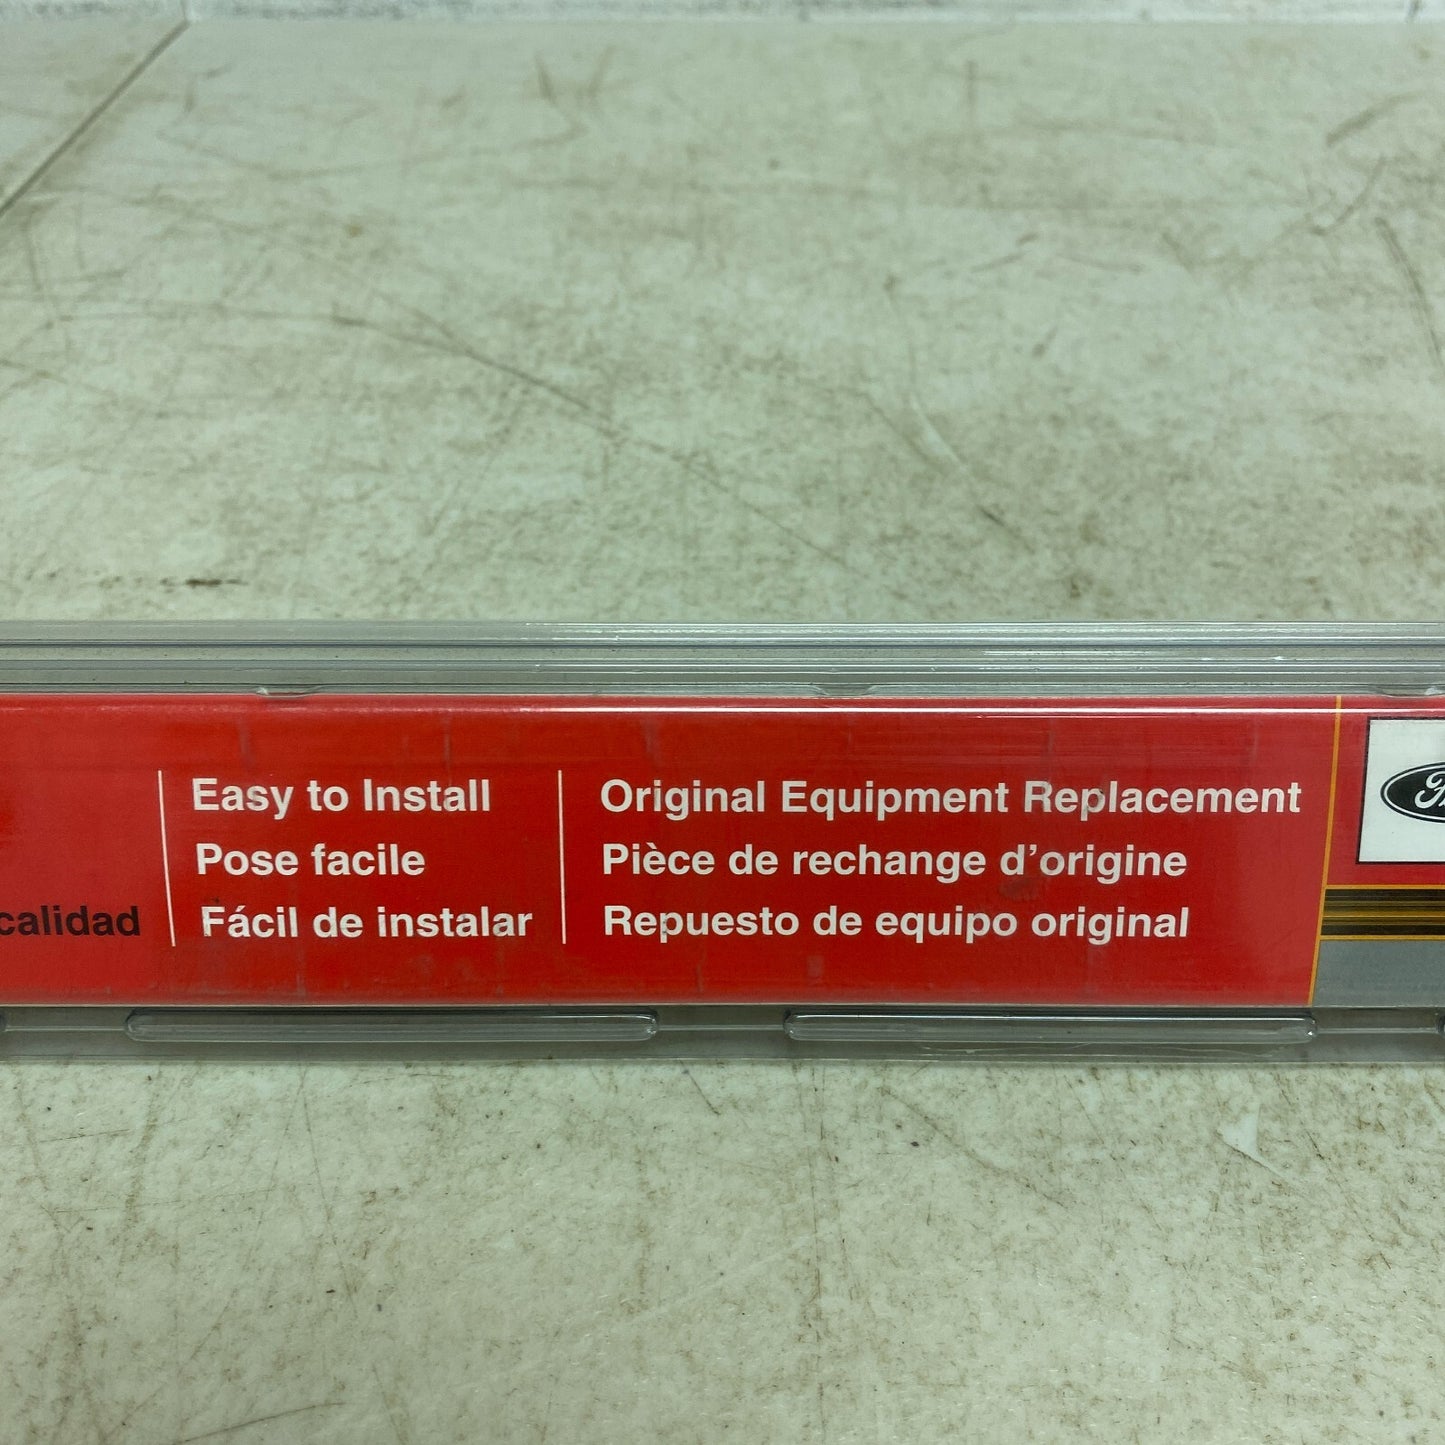 calidad
Easy to Install
Pose facile
Fácil de instalar
Original Equipment Replacement
Pièce de rechange d'origine
Repuesto de equipo original